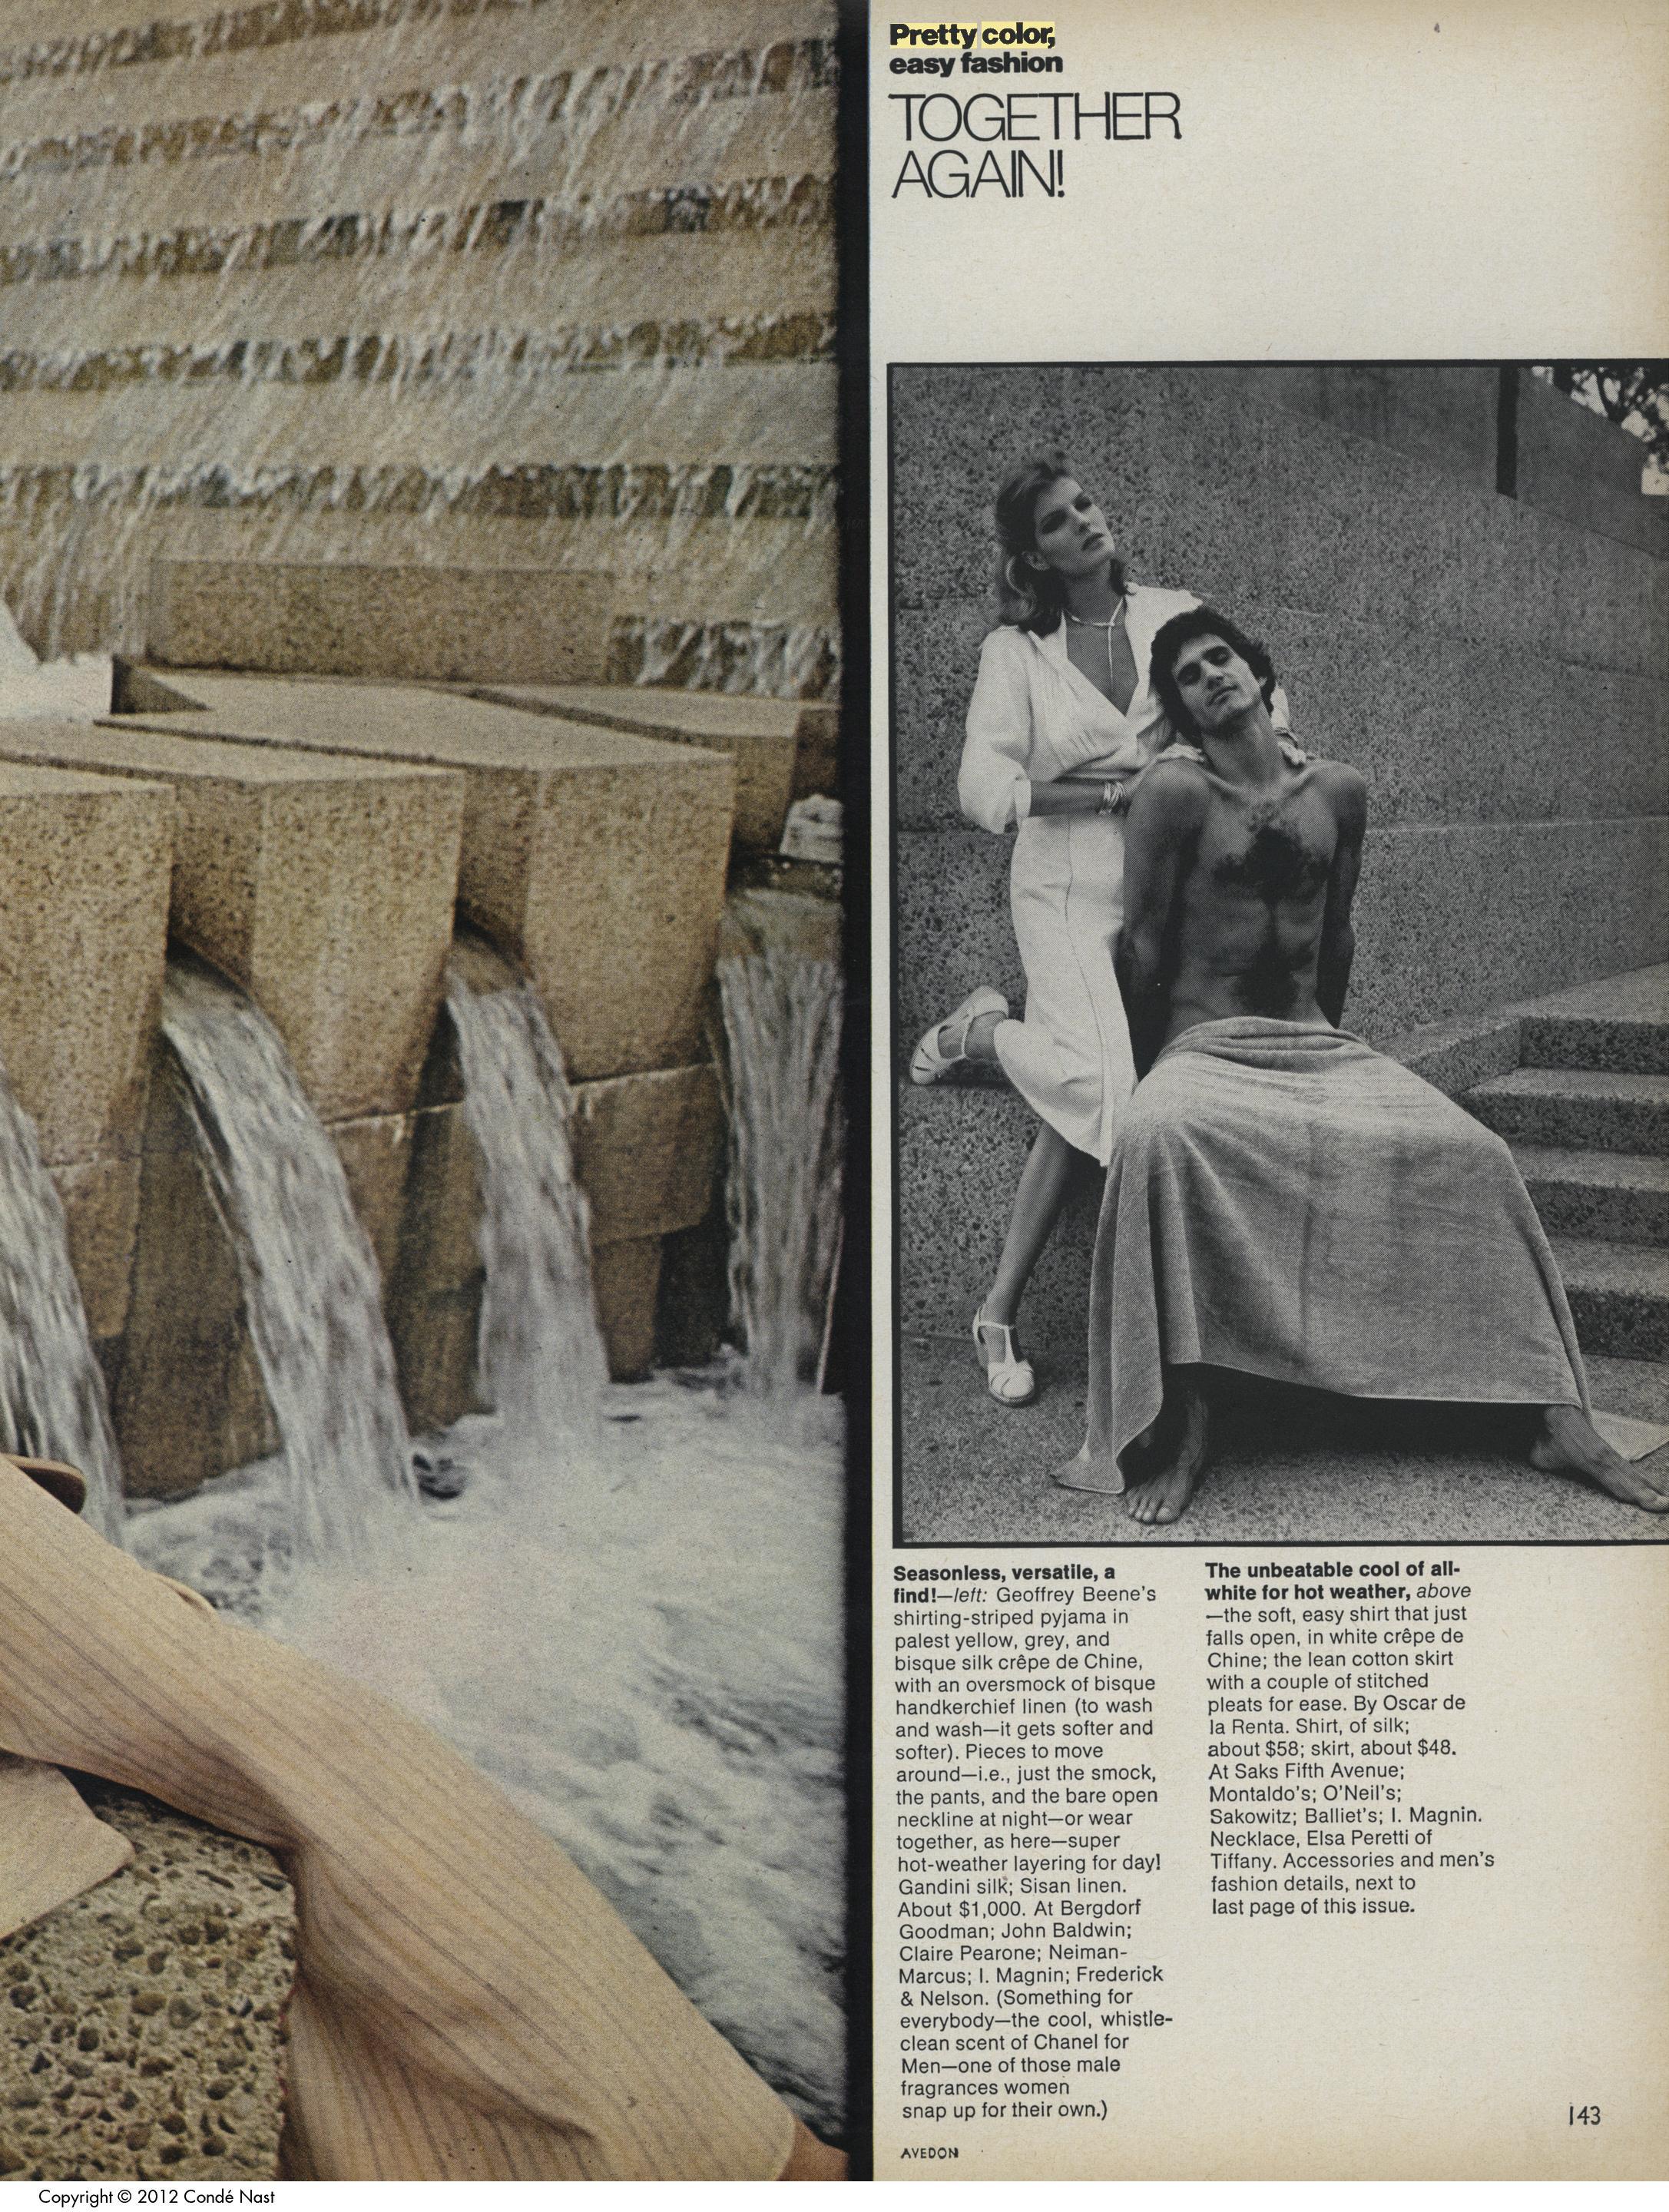 Pretty color,
easy fashion
TOGETHER
AGAIN!
Seasonless, versatile, a
find!—left: Geoffrey Beene's
shirting-striped pyjama in
palest yellow, grey, and
bisque silk crêpe de Chine,
with an oversmock of bisque
handkerchief linen (to wash
and wash—it gets softer and
softer). Pieces to move
around—i.e., just the smock,
the pants, and the bare open
neckline at night—or wear
together, as here—super
hot-weather layering for day!
Gandini silk; Sisan linen.
About $1,000. At Bergdorf
Goodman; John Baldwin;
Claire Pearone; Neiman-
Marcus; I. Magnin; Frederick
& Nelson. (Something for
everybody—the cool, whistle-
clean scent of Chanel for
Men—one of those male
fragrances women
snap up for their own.)
The unbeatable cool of all-
white for hot weather, above
—the soft, easy shirt that just
falls open, in white crêpe de
Chine; the lean cotton skirt
with a couple of stitched
pleats for ease. By Oscar de
la Renta. Shirt, of silk;
about $58; skirt, about $48.
At Saks Fifth Avenue;
Montaldo's; O'Neil's;
Sakowitz; Balliet's; I. Magnin.
Necklace, Elsa Peretti of
Tiffany. Accessories and men's
fashion details, next to
last page of this issue.
143
AVEDON
Copyright © 2012 Condé Nast